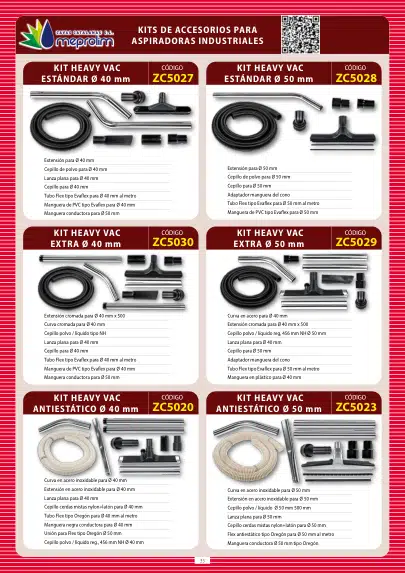 CAYPE CATALANAS S.L.
meprolim
KITS DE ACCESORIOS PARA
ASPIRADORAS INDUSTRIALES
KIT HEAVY VAC
ESTÁNDAR Ø 40 mm
CÓDIGO
ZC5027
Extensión para Ø 40 mm
Cepillo de polvo para Ø 40 mm
Lanza plana para Ø 40 mm
Cepillo para Ø 40 mm
Tubo Flex tipo Evaflex para Ø 40 mm al metro
Manguera de PVC tipo Evaflex para Ø 40 mm
Manguera conductora para Ø 50 mm
KIT HEAVY VAC
ESTÁNDAR Ø 50 mm
CÓDIGO
ZC5028
Extensión para Ø 50 mm
Cepillo de polvo para Ø 50 mm
Cepillo para Ø 50 mm
Adaptador manguera del cono
Tubo Flex tipo Evaflex para Ø 50 mm al metro
Manguera de PVC tipo Evaflex para Ø 50 mm
KIT HEAVY VAC
EXTRA Ø 40 mm
CÓDIGO
ZC5030
Extensión cromada para Ø 40 mm x 500
Curva cromada para Ø 40 mm
Cepillo polvo / líquido tipo NH
Lanza plana para Ø 40 mm
Cepillo para Ø 40 mm
Tubo Flex tipo Evaflex para Ø 40 mm al metro
Manguera de PVC tipo Evaflex para Ø 40 mm
Manguera conductora para Ø 50 mm
KIT HEAVY VAC
EXTRA Ø 50 mm
CÓDIGO
ZC5029
Curva en acero para Ø 40 mm
Extensión cromada para Ø 40 mm x 500
Cepillo polvo / líquido reg, 456 mm NH Ø 50 mm
Lanza plana para Ø 40 mm
Cepillo para Ø 50 mm
Adaptador manguera del cono
Tubo Flex tipo Evaflex para Ø 50 mm al metro
Manguera en plástico para Ø 40 mm
KIT HEAVY VAC
ANTIESTÁTICO Ø 40 mm
CÓDIGO
ZC5020
Curva en acero inoxidable para Ø 40 mm
Extensión en acero inoxidable para Ø 40 mm
Lanza plana para Ø 40 mm
Cepillo cerdas mistas nylon+laton para Ø 40 mm
Tubo Flex tipo Oregón para Ø 40 mm al metro
Manguera negra conductora para Ø 40 mm
Unión para Flex tipo Oregón para Ø 50 mm
Cepillo polvo / líquido reg., 456 mm NH Ø 40 mm
KIT HEAVY VAC
ANTIESTÁTICO Ø 50 mm
CÓDIGO
ZC5023
Curva en acero inoxidable para Ø 50 mm
Extensión en acero inoxidable para Ø 50 mm
Cepillo polvo / líquido Ø 50 mm 500 mm
Lanza plana para Ø 50 mm
Cepillo cerdas mistas nylon+latón para Ø 50 mm
Flex antiestático tipo Oregón para Ø 50 mm al metro
Manguera conductora Ø 50 mm tipo Oregón